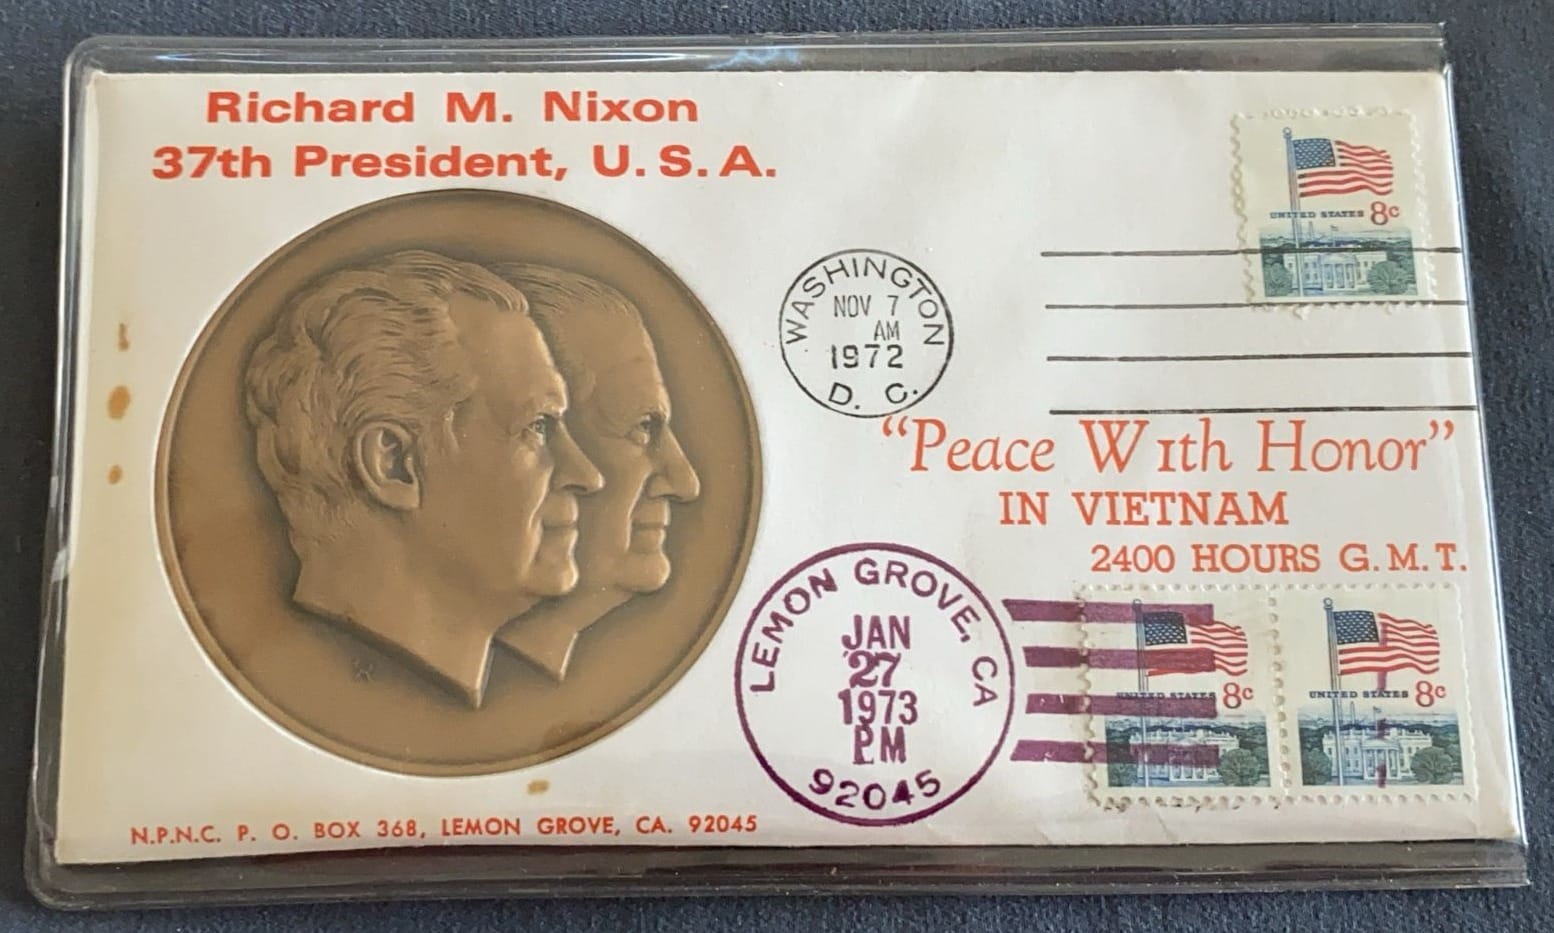 Richard M. Nixon
37th President, U.S.A.
UNITED STATES 8c
WASHINGTON
NOV 7
AM
1972
D. C.
“Peace With Honor”
IN VIETNAM
2400 HOURS G.M.T.
LEMON GROVE, CA
JAN
27
1973
PM
92045
UNITED STATES 8c
UNITED STATES 8c
N.P.N.C. P. O. BOX 368, LEMON GROVE, CA. 92045